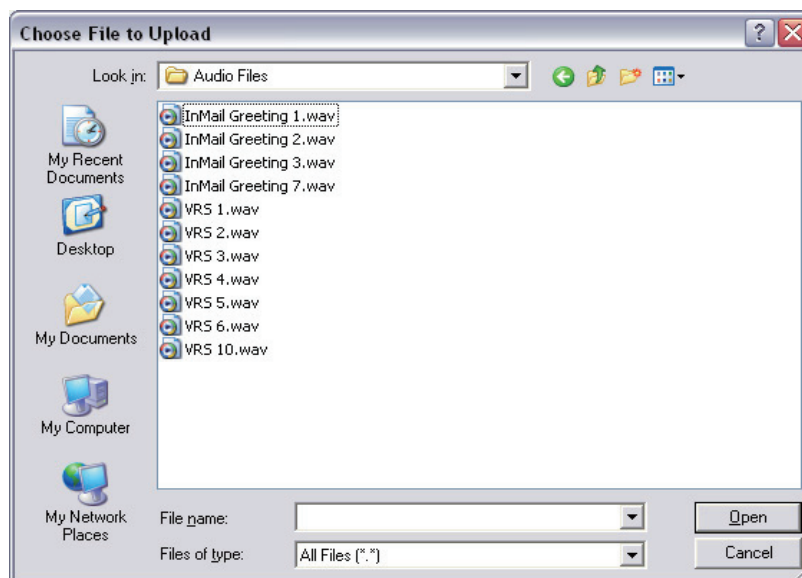 Choose File to Upload
Look in:
Audio Files
My Recent
Documents
Desktop
My Documents
My Computer
My Network
Places
InMail Greeting 1.wav
InMail Greeting 2.wav
InMail Greeting 3.wav
InMail Greeting 7.wav
VRS 1.wav
VRS 2.wav
VRS 3.wav
VRS 4.wav
VRS 5.wav
VRS 6.wav
VRS 10.wav
File name:
Open
Files of type:
All Files (*.*)
Cancel